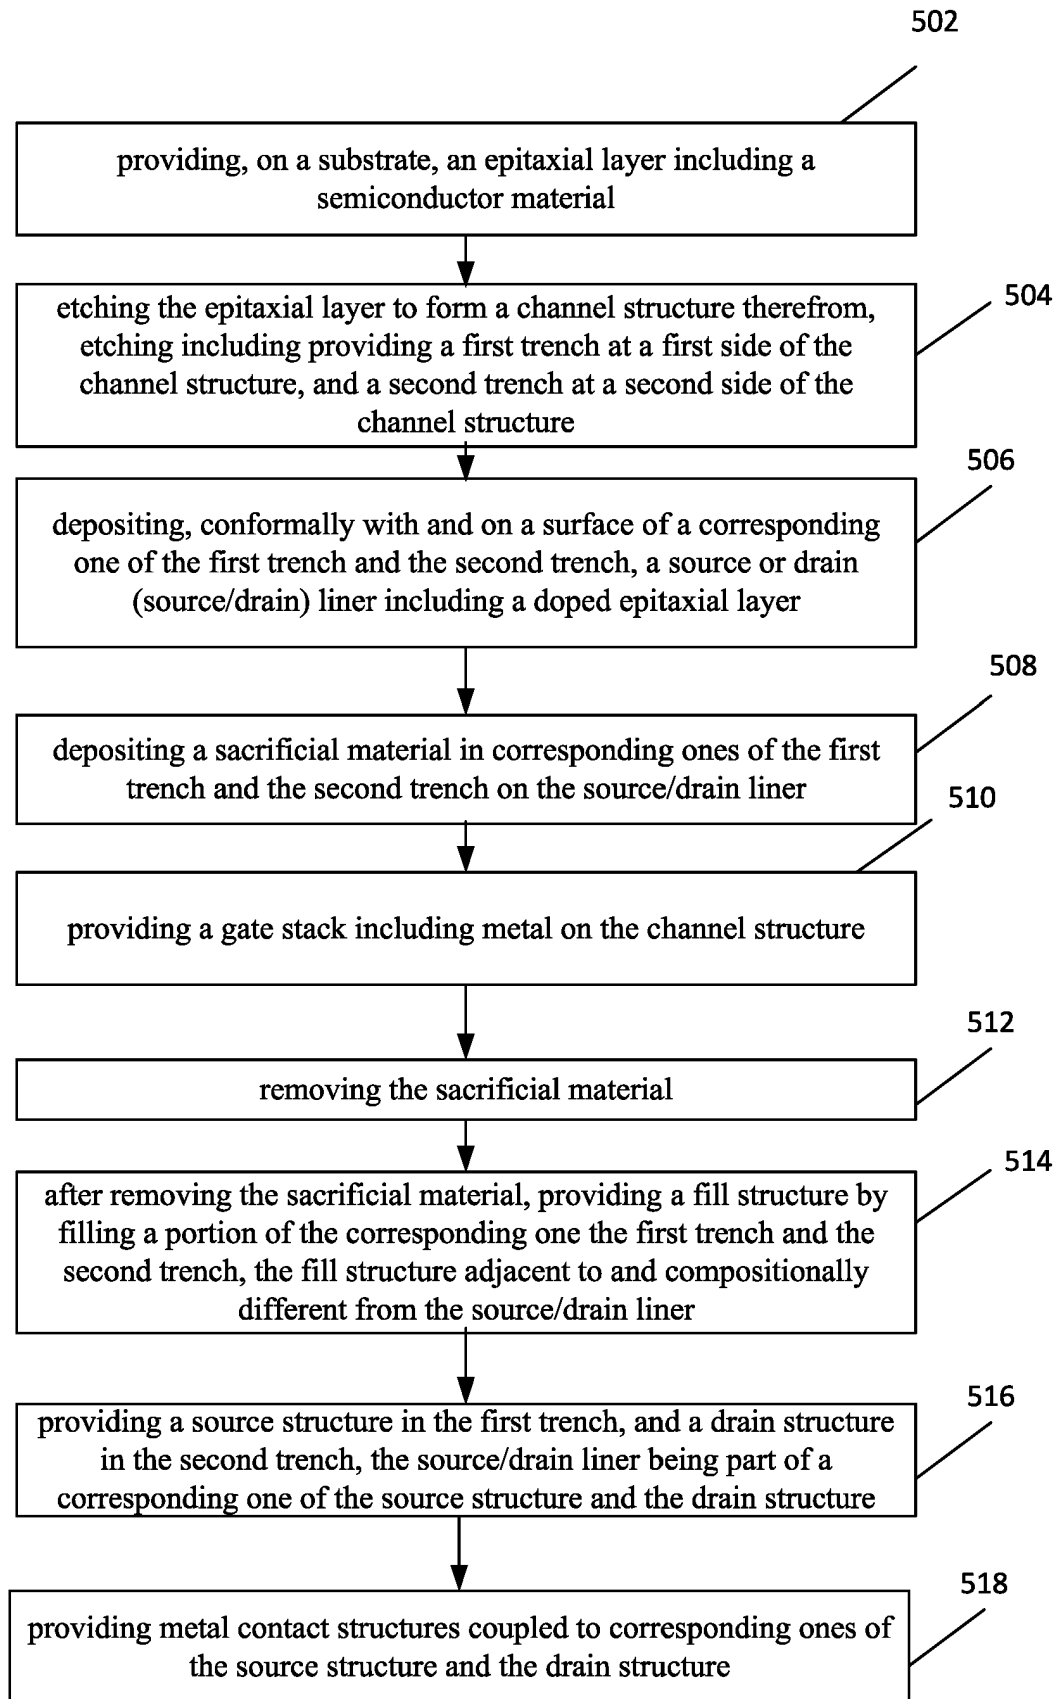 502
providing, on a substrate, an epitaxial layer including a
semiconductor material
504
etching the epitaxial layer to form a channel structure therefrom,
etching including providing a first trench at a first side of the
channel structure, and a second trench at a second side of the
channel structure
506
depositing, conformally with and on a surface of a corresponding
one of the first trench and the second trench, a source or drain
(source/drain) liner including a doped epitaxial layer
508
depositing a sacrificial material in corresponding ones of the first
trench and the second trench on the source/drain liner
510
providing a gate stack including metal on the channel structure
512
removing the sacrificial material
514
after removing the sacrificial material, providing a fill structure by
filling a portion of the corresponding one the first trench and the
second trench, the fill structure adjacent to and compositionally
different from the source/drain liner
516
providing a source structure in the first trench, and a drain structure
in the second trench, the source/drain liner being part of a
corresponding one of the source structure and the drain structure
518
providing metal contact structures coupled to corresponding ones of
the source structure and the drain structure